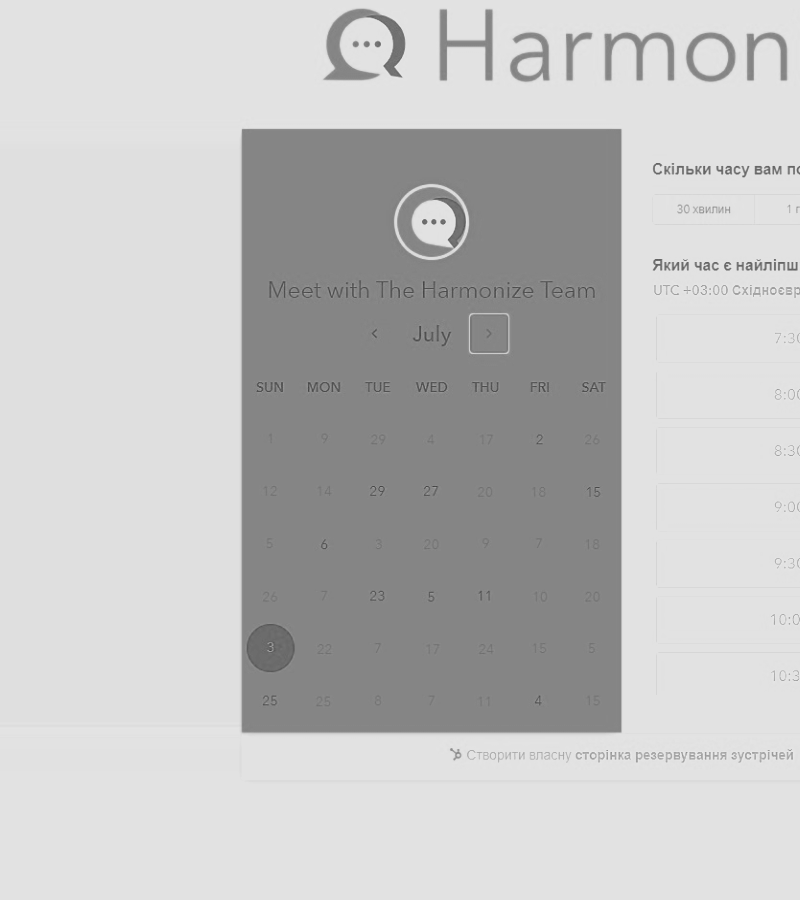 Harmon
Meet with The Harmonize Team
July
SUN MON TUE WED THU FRI SAT
1 9 29 4 17 2 26
12 14 29 27 20 18 15
5 6 3 20 9 7 18
26 7 23 5 11 10 20
3 22 7 17 24 15 5
25 25 8 7 11 4 15
Скільки часу вам по
30 хвилин 1 г
Який час є найліпш
UTC +03:00 Східноєвр
7:30
8:00
8:30
9:00
9:30
10:0
10:3
Створити власну сторінка резервування зустрічей